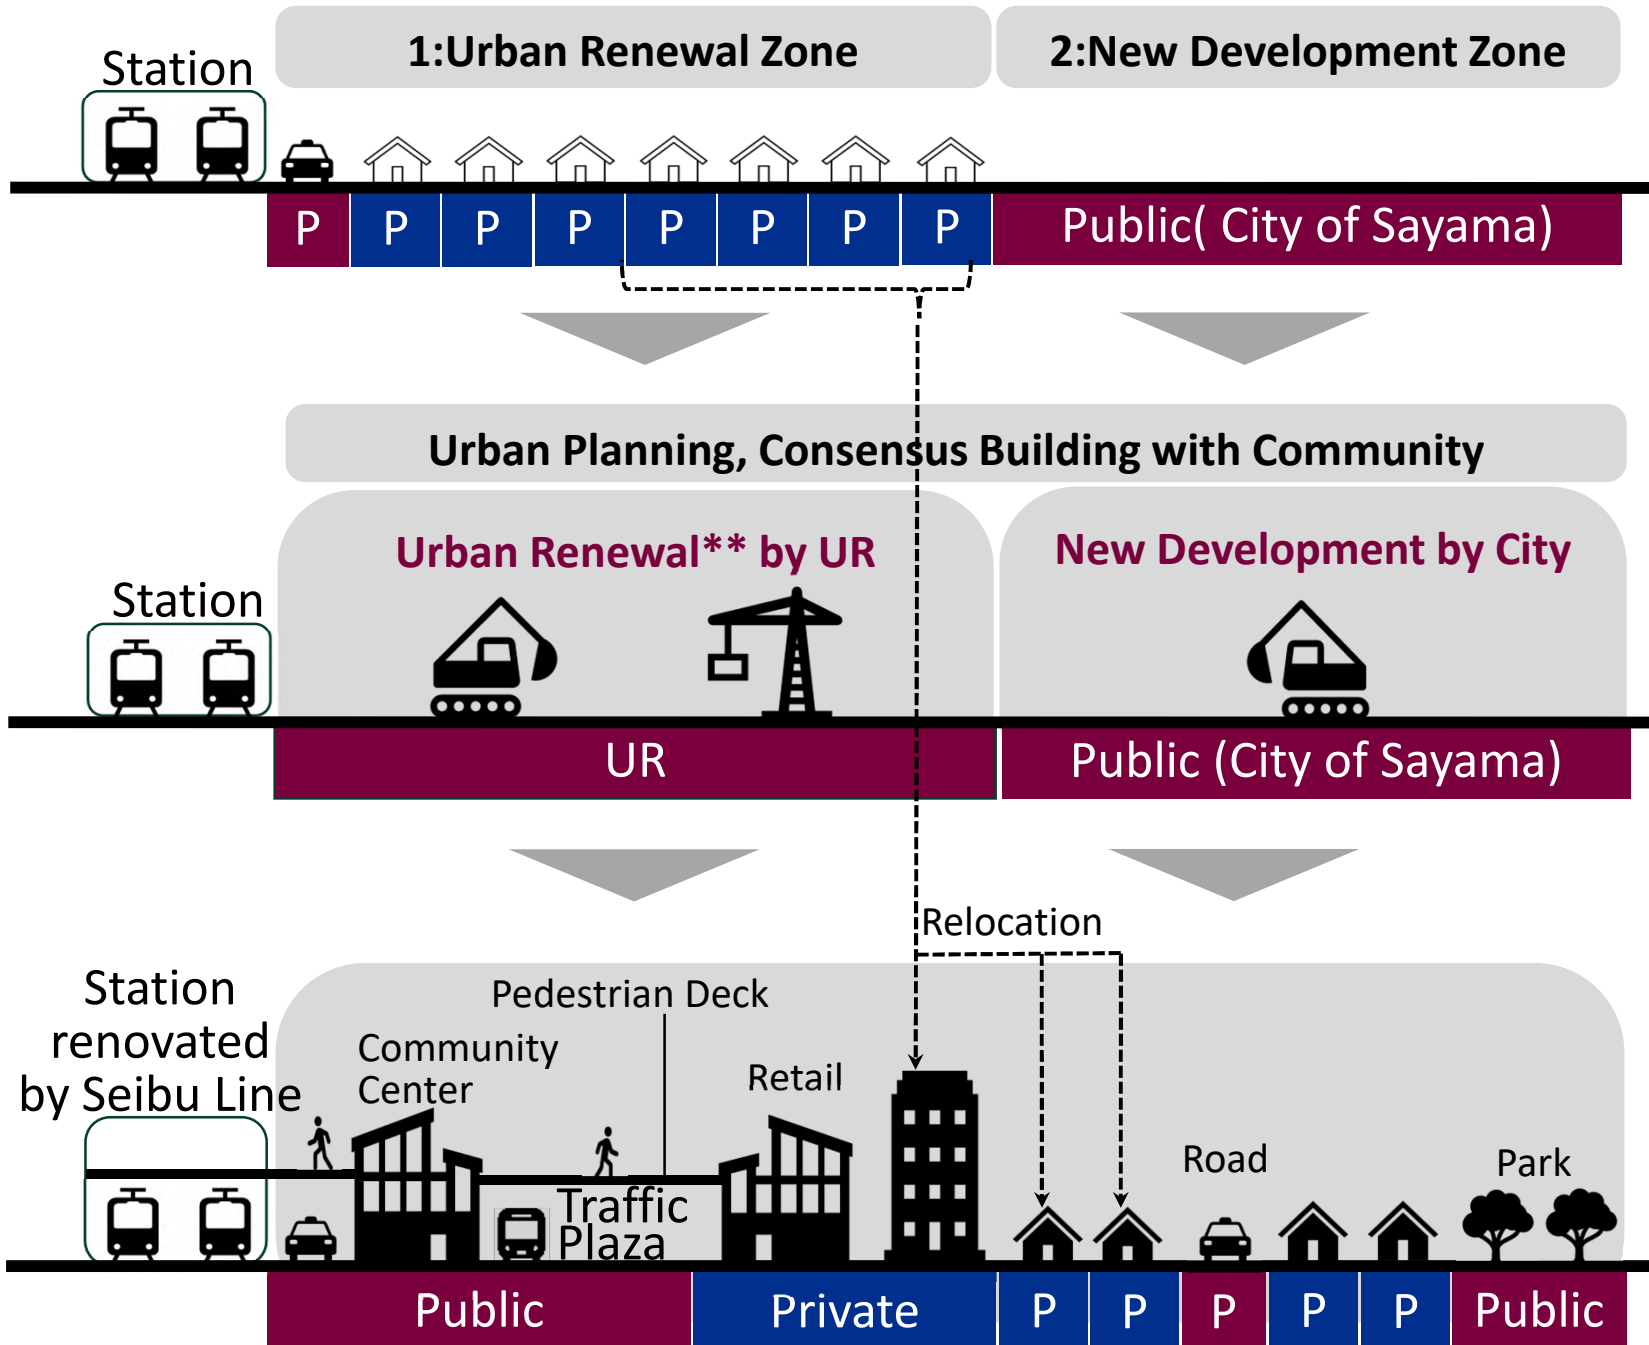 1:Urban Renewal Zone
2:New Development Zone
Station
P
P
P
P
P
P
P
P
Public( City of Sayama)
Urban Planning, Consensus Building with Community
Urban Renewal** by UR
New Development by City
Station
UR
Public (City of Sayama)
Relocation
Station
renovated
by Seibu Line
Pedestrian Deck
Community
Center
Retail
Road
Park
Traffic
Plaza
Public
Private
P
P
P
P
P
Public